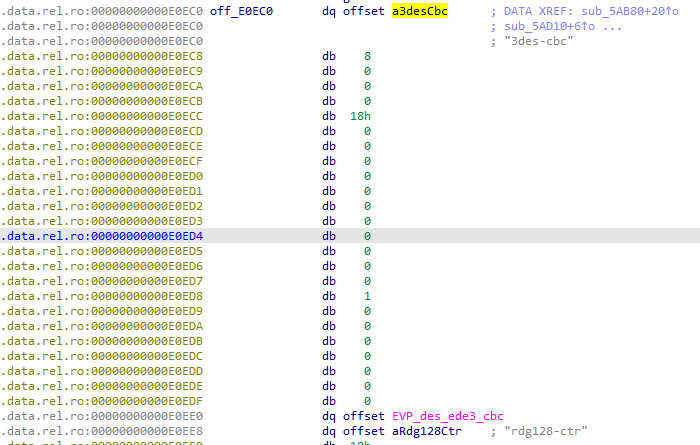 .data.rel.ro:00000000000E0EC0 off_E0EC0 dq offset a3desCbc ; DATA XREF: sub_5AB80+20↑o
.data.rel.ro:00000000000E0EC0 ; sub_5AD10+6↑o ...
.data.rel.ro:00000000000E0EC0 ; "3des-cbc"
.data.rel.ro:00000000000E0EC8 db 8
.data.rel.ro:00000000000E0EC9 db 0
.data.rel.ro:00000000000E0ECA db 0
.data.rel.ro:00000000000E0ECB db 0
.data.rel.ro:00000000000E0ECC db 18h
.data.rel.ro:00000000000E0ECD db 0
.data.rel.ro:00000000000E0ECE db 0
.data.rel.ro:00000000000E0ECF db 0
.data.rel.ro:00000000000E0ED0 db 0
.data.rel.ro:00000000000E0ED1 db 0
.data.rel.ro:00000000000E0ED2 db 0
.data.rel.ro:00000000000E0ED3 db 0
.data.rel.ro:00000000000E0ED4 db 0
.data.rel.ro:00000000000E0ED5 db 0
.data.rel.ro:00000000000E0ED6 db 0
.data.rel.ro:00000000000E0ED7 db 0
.data.rel.ro:00000000000E0ED8 db 1
.data.rel.ro:00000000000E0ED9 db 0
.data.rel.ro:00000000000E0EDA db 0
.data.rel.ro:00000000000E0EDB db 0
.data.rel.ro:00000000000E0EDC db 0
.data.rel.ro:00000000000E0EDD db 0
.data.rel.ro:00000000000E0EDE db 0
.data.rel.ro:00000000000E0EDF db 0
.data.rel.ro:00000000000E0EE0 dq offset EVP_des_ede3_cbc
.data.rel.ro:00000000000E0EE8 dq offset aRdg128Ctr ; "rdg128-ctr"